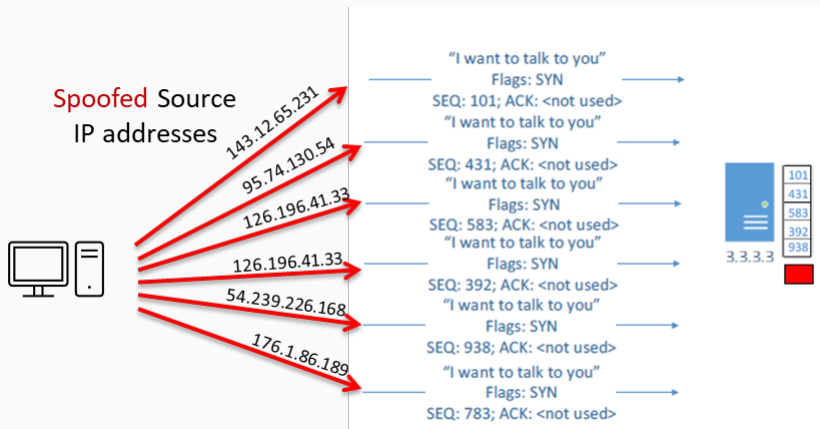 Spoofed Source
IP addresses
143.12.65.231
95.74.130.54
126.196.41.33
126.196.41.33
54.239.226.168
176.1.86.189
“I want to talk to you”
Flags: SYN
SEQ: 101; ACK: <not used>
“I want to talk to you”
Flags: SYN
SEQ: 431; ACK: <not used>
“I want to talk to you”
Flags: SYN
SEQ: 583; ACK: <not used>
“I want to talk to you”
Flags: SYN
SEQ: 392; ACK: <not used>
“I want to talk to you”
Flags: SYN
SEQ: 938; ACK: <not used>
“I want to talk to you”
Flags: SYN
SEQ: 783; ACK: <not used>
3.3.3.3
101
431
583
392
938